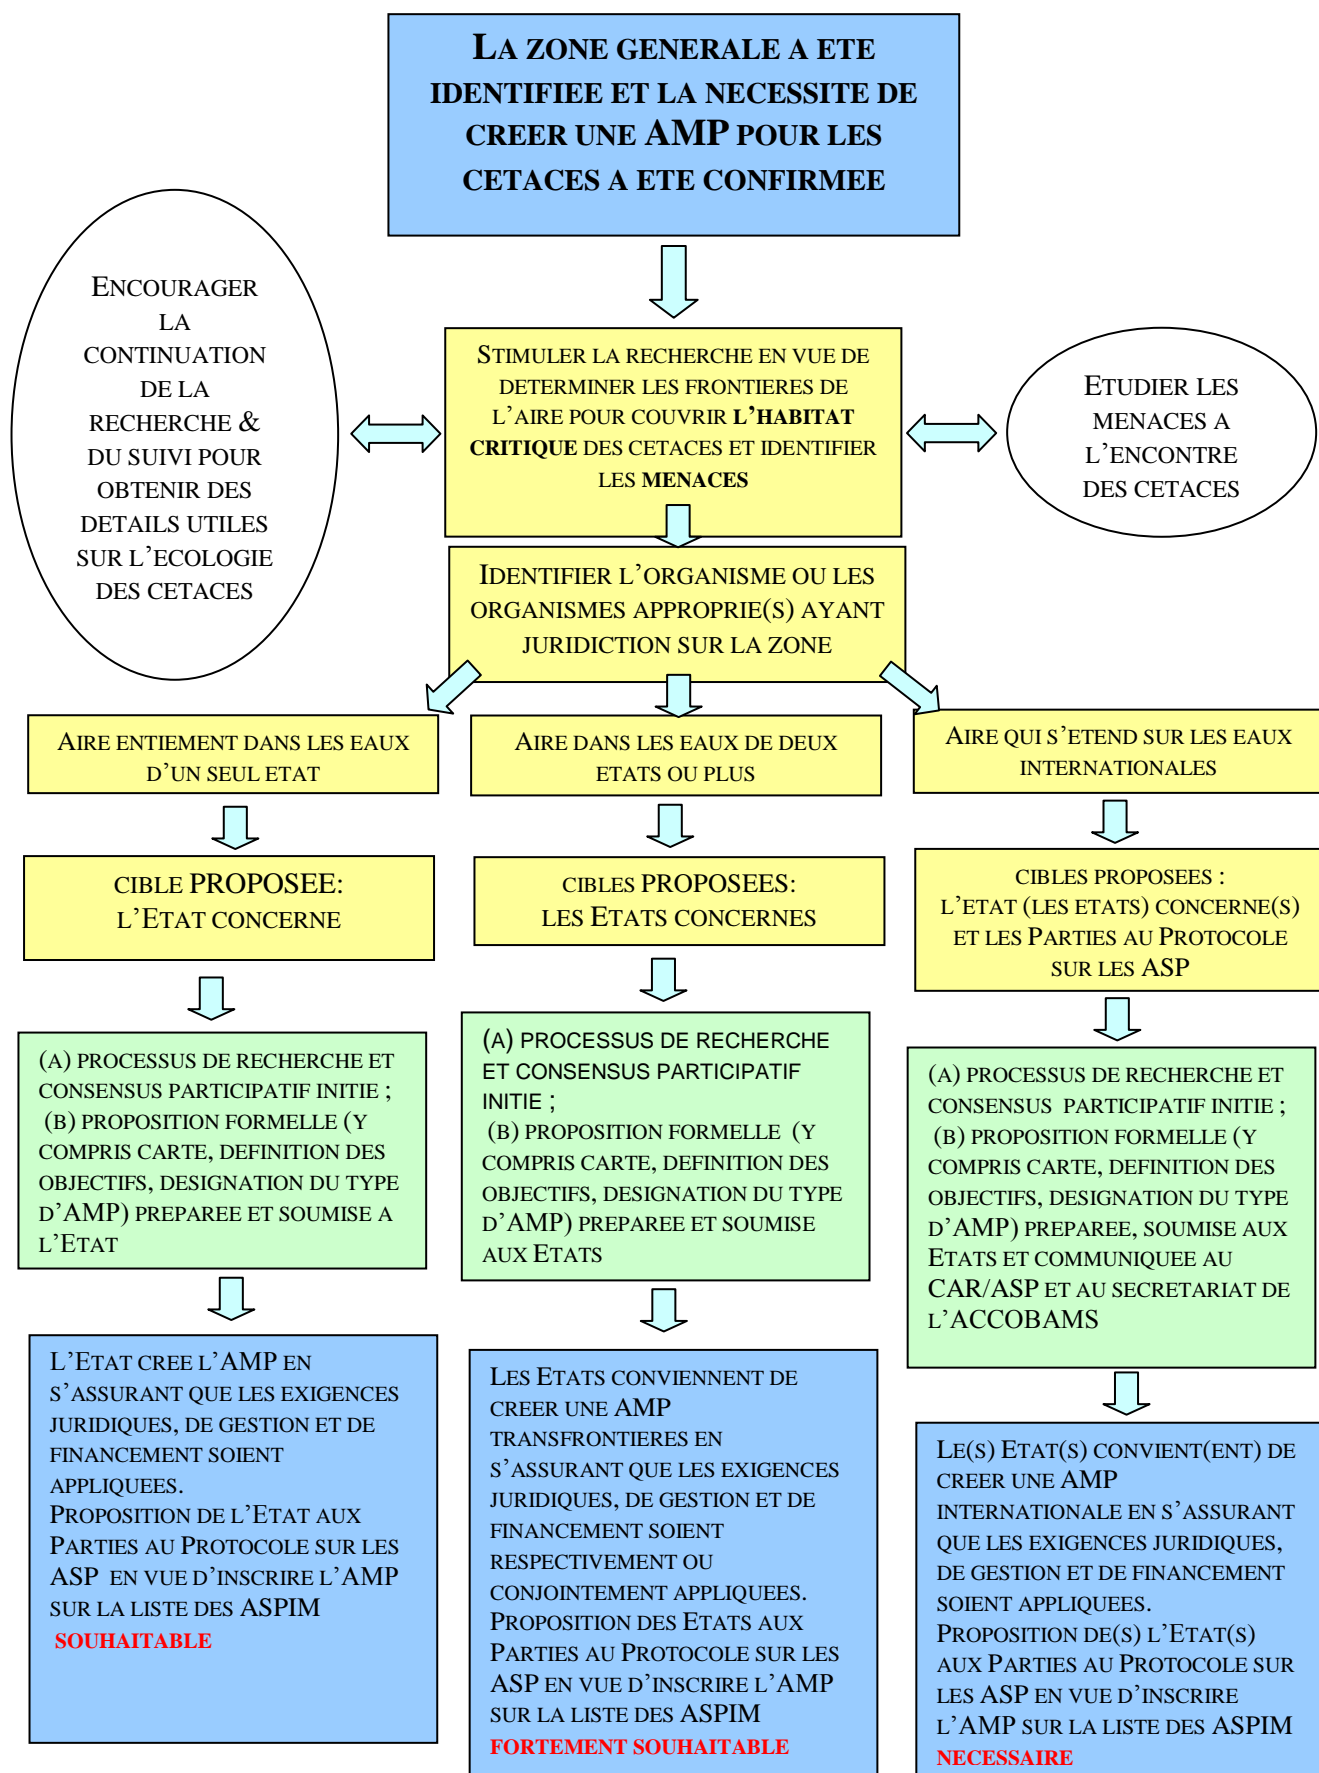 LA ZONE GENERALE A ETE
IDENTIFIEE ET LA NECESSITE DE
CREER UNE AMP POUR LES
CETACES A ETE CONFIRMEE
ENCOURAGER
LA
CONTINUATION
DE LA
RECHERCHE &
DU SUIVI POUR
OBTENIR DES
DETAILS UTILES
SUR L'ECOLOGIE
DES CETACES
STIMULER LA RECHERCHE EN VUE DE
DETERMINER LES FRONTIERES DE
L'AIRE POUR COUVRIR L'HABITAT
CRITIQUE DES CETACES ET IDENTIFIER
LES MENACES
ETUDIER LES
MENACES A
L'ENCONTRE
DES CETACES
IDENTIFIER L'ORGANISME OU LES
ORGANISMES APPROPRIE(S) AYANT
JURIDICTION SUR LA ZONE
AIRE ENTIEMENT DANS LES EAUX
D'UN SEUL ETAT
AIRE DANS LES EAUX DE DEUX
ETATS OU PLUS
AIRE QUI S'ETEND SUR LES EAUX
INTERNATIONALES
CIBLE PROPOSEE:
L'ETAT CONCERNE
CIBLES PROPOSEES:
LES ETATS CONCERNES
CIBLES PROPOSEES :
L'ETAT (LES ETATS) CONCERNE(S)
ET LES PARTIES AU PROTOCOLE
SUR LES ASP
(A) PROCESSUS DE RECHERCHE ET
CONSENSUS PARTICIPATIF INITIE ;
(B) PROPOSITION FORMELLE (Y
COMPRIS CARTE, DEFINITION DES
OBJECTIFS, DESIGNATION DU TYPE
D'AMP) PREPAREE ET SOUMISE A
L'ETAT
(A) PROCESSUS DE RECHERCHE
ET CONSENSUS PARTICIPATIF
INITIE ;
(B) PROPOSITION FORMELLE (Y
COMPRIS CARTE, DEFINITION DES
OBJECTIFS, DESIGNATION DU TYPE
D'AMP) PREPAREE ET SOUMISE
AUX ETATS
(A) PROCESSUS DE RECHERCHE ET
CONSENSUS PARTICIPATIF INITIE ;
(B) PROPOSITION FORMELLE (Y
COMPRIS CARTE, DEFINITION DES
OBJECTIFS, DESIGNATION DU TYPE
D'AMP) PREPAREE, SOUMISE AUX
ETATS ET COMMUNIQUEE AU
CAR/ASP ET AU SECRETARIAT DE
L'ACCOBAMS
L'ETAT CREE L'AMP EN
S'ASSURANT QUE LES EXIGENCES
JURIDIQUES, DE GESTION ET DE
FINANCEMENT SOIENT
APPLIQUEES.
PROPOSITION DE L'ETAT AUX
PARTIES AU PROTOCOLE SUR LES
ASP EN VUE D'INSCRIRE L'AMP
SUR LA LISTE DES ASPIM
SOUHAITABLE
LES ETATS CONVIENNENT DE
CREER UNE AMP
TRANSFRONTIERES EN
S'ASSURANT QUE LES EXIGENCES
JURIDIQUES, DE GESTION ET DE
FINANCEMENT SOIENT
RESPECTIVEMENT OU
CONJOINTEMENT APPLIQUEES.
PROPOSITION DES ETATS AUX
PARTIES AU PROTOCOLE SUR LES
ASP EN VUE D'INSCRIRE L'AMP
SUR LA LISTE DES ASPIM
FORTEMENT SOUHAITABLE
LE(S) ETAT(S) CONVIENT(ENT) DE
CREER UNE AMP
INTERNATIONALE EN S'ASSURANT
QUE LES EXIGENCES JURIDIQUES,
DE GESTION ET DE FINANCEMENT
SOIENT APPLIQUEES.
PROPOSITION DE(S) L'ETAT(S)
AUX PARTIES AU PROTOCOLE SUR
LES ASP EN VUE D'INSCRIRE
L'AMP SUR LA LISTE DES ASPIM
NECESSAIRE